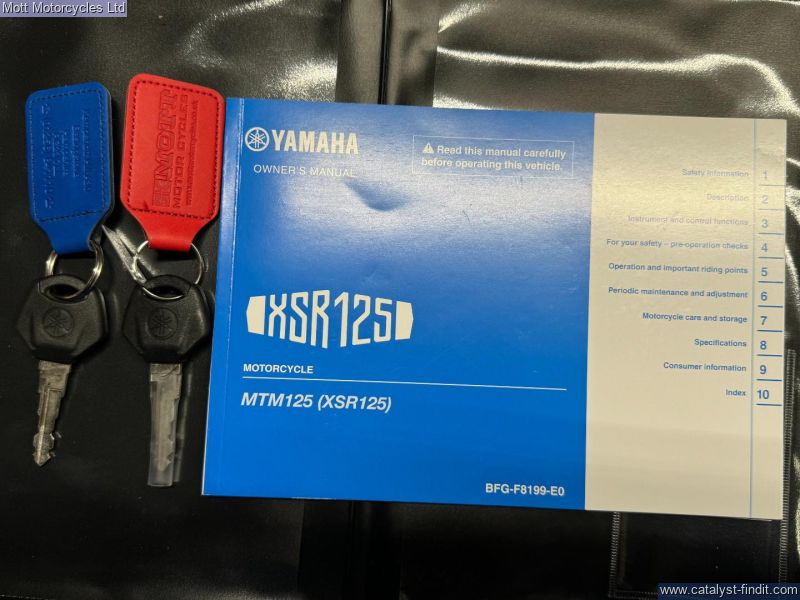 Mott Motorcycles Ltd
YAMAHA
OWNER'S MANUAL
Read this manual carefully
before operating this vehicle.
XSR125
MOTORCYCLE
MTM125 (XSR125)
BFG-F8199-E0
Safety information 1
Description 2
Instrument and control functions 3
For your safety – pre-operation checks 4
Operation and important riding points 5
Periodic maintenance and adjustment 6
Motorcycle care and storage 7
Specifications 8
Consumer information 9
Index 10
MOTOR CYCLES
www.catalyst-findit.com